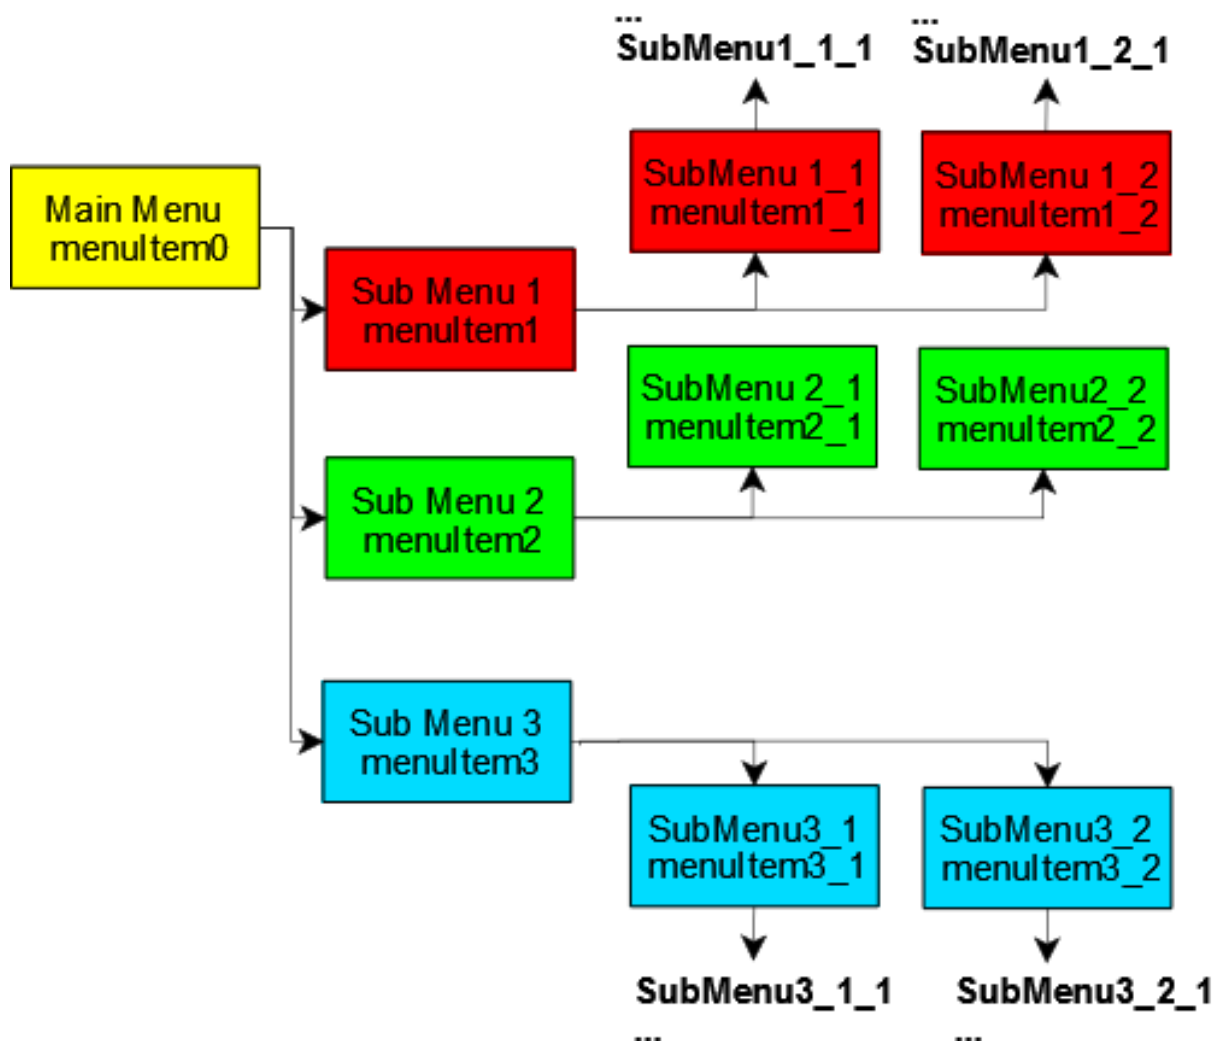 ...
SubMenu1_1_1
...
SubMenu1_2_1
Main Menu
menuItem0
Sub Menu 1
menuItem1
SubMenu 1_1
menuItem1_1
SubMenu 1_2
menuItem1_2
Sub Menu 2
menuItem2
SubMenu 2_1
menuItem2_1
SubMenu2_2
menuItem2_2
Sub Menu 3
menuItem3
SubMenu3_1
menuItem3_1
SubMenu3_2
menuItem3_2
SubMenu3_1_1
...
SubMenu3_2_1
...